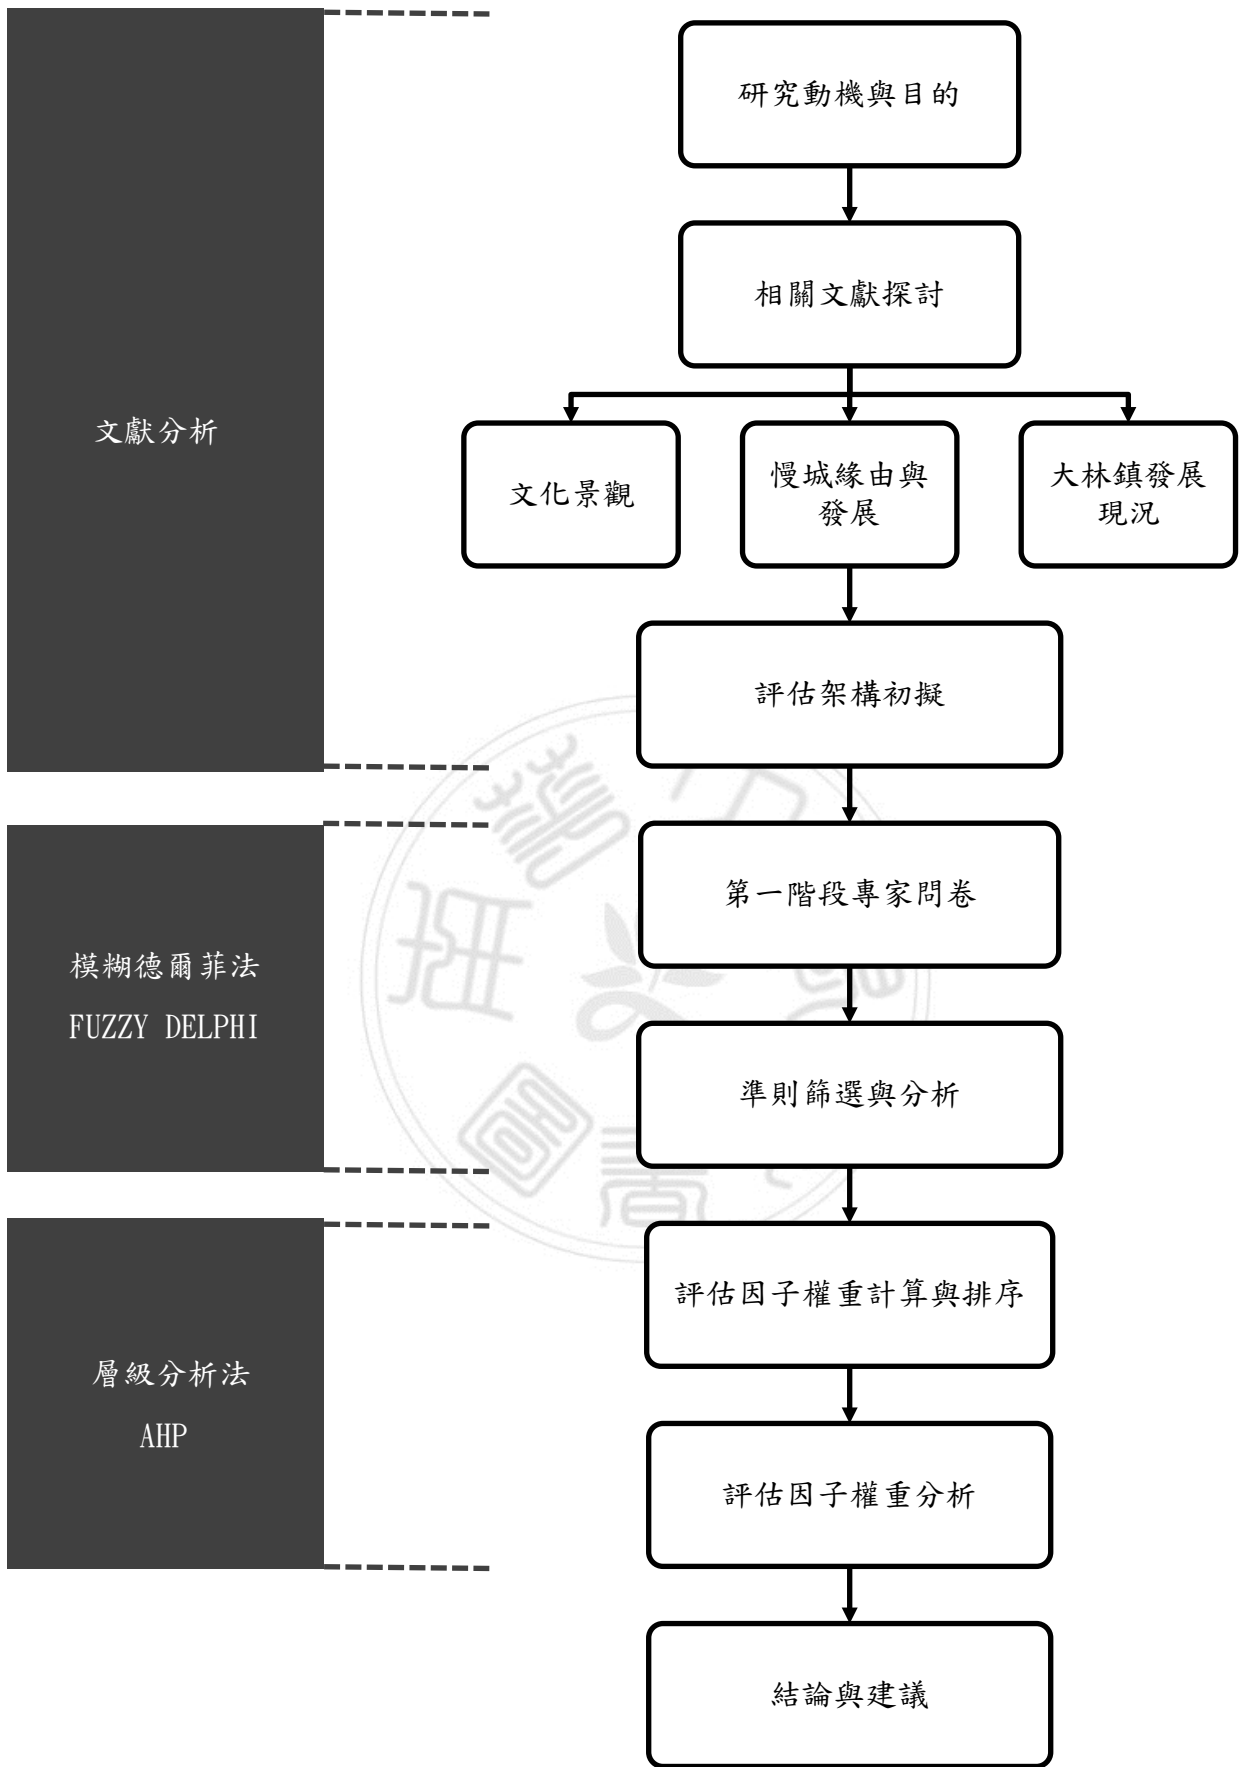 研究動機與目的
相關文獻探討
文獻分析
文化景觀
慢城緣由與
發展
大林鎮發展
現況
評估架構初擬
第一階段專家問卷
模糊德爾菲法
FUZZY DELPHI
準則篩選與分析
評估因子權重計算與排序
層級分析法
AHP
評估因子權重分析
結論與建議